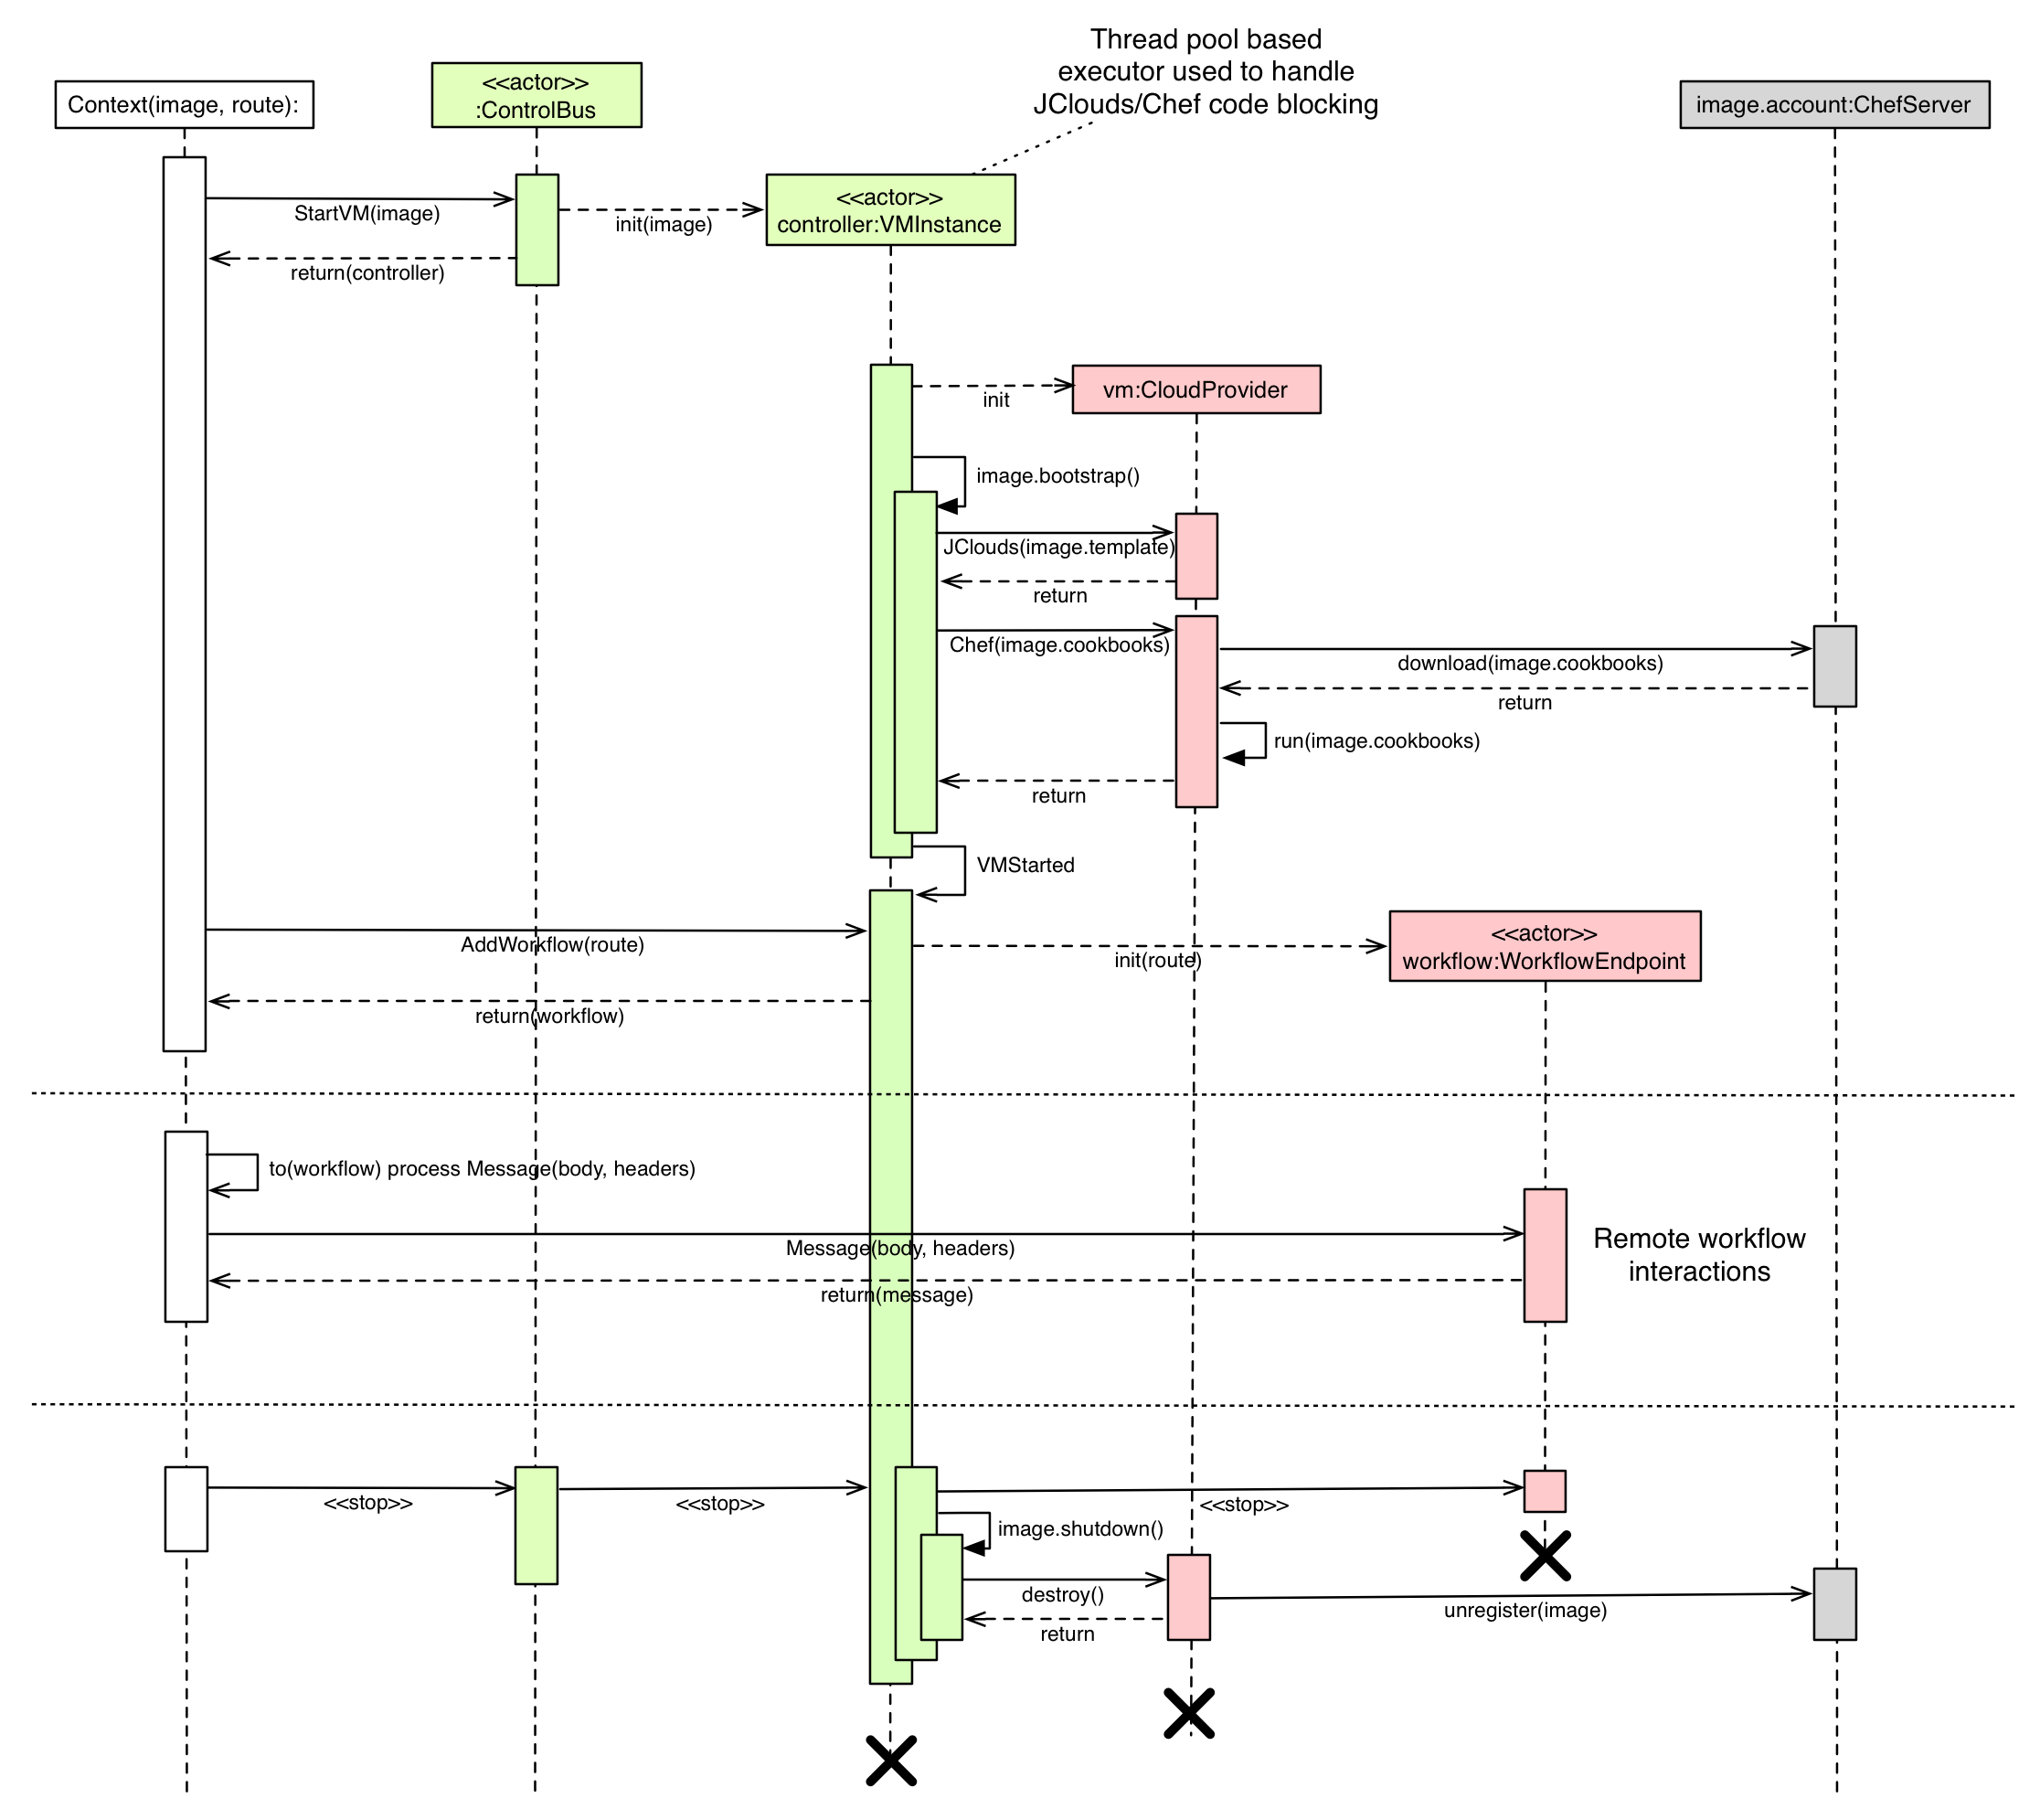 Thread pool based
executor used to handle
JClouds/Chef code blocking
Context(image, route):
<<actor>>
:ControlBus
image.account:ChefServer
<<actor>>
controller:VMInstance
StartVM(image)
init(image)
return(controller)
vm:CloudProvider
init
image.bootstrap()
JClouds(image.template)
return
Chef(image.cookbooks)
download(image.cookbooks)
return
run(image.cookbooks)
return
VMStarted
<<actor>>
workflow:WorkflowEndpoint
AddWorkflow(route)
init(route)
return(workflow)
to(workflow) process Message(body, headers)
Message(body, headers)
Remote workflow
interactions
return(message)
<<stop>>
<<stop>>
<<stop>>
image.shutdown()
destroy()
unregister(image)
return